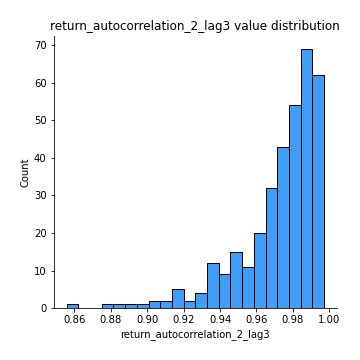 return_autocorrelation_2_lag3 value distribution
70
60
50
40
30
20
10
0
Count
0.86 0.88 0.90 0.92 0.94 0.96 0.98 1.00
return_autocorrelation_2_lag3